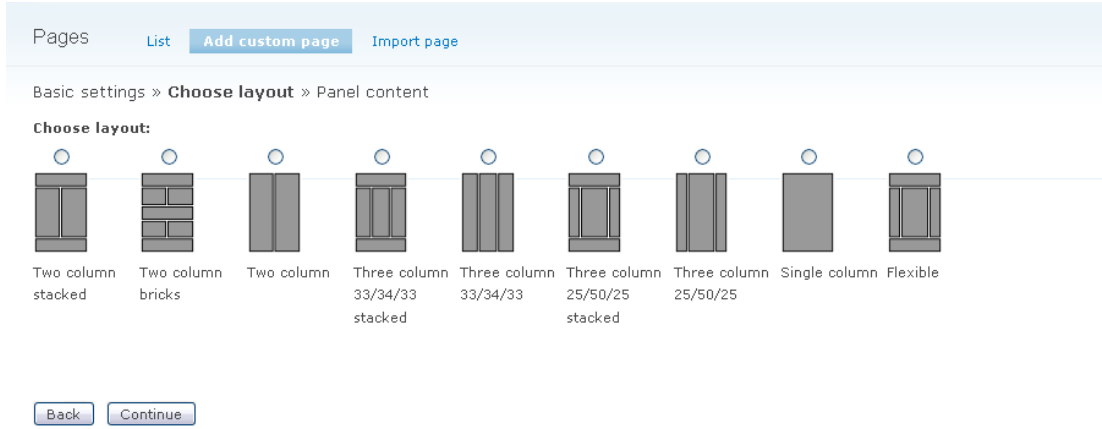 Pages List Add custom page Import page
Basic settings » Choose layout » Panel content
Choose layout:
Two column Two column Two column Three column Three column Three column Three column Single column Flexible
stacked bricks 33/34/33 33/34/33 25/50/25 25/50/25
stacked stacked
Back Continue